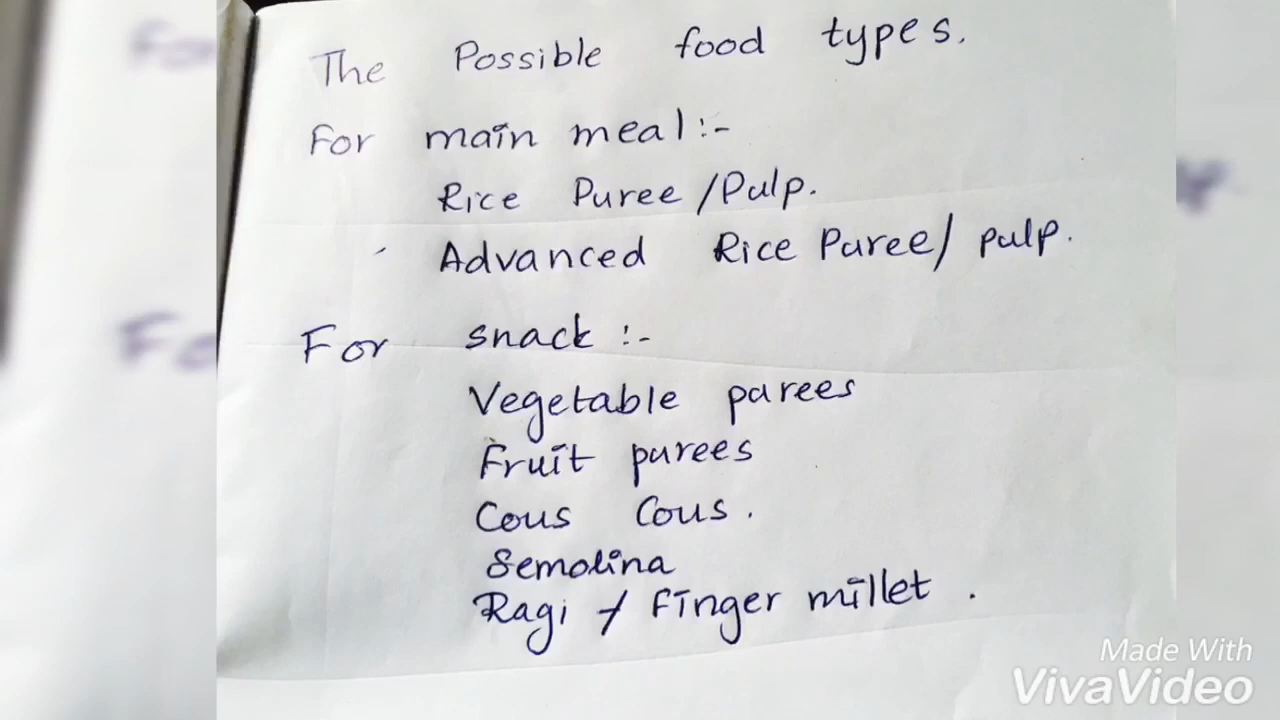 The Possible food types.
For main meal:-
Rice Puree/Pulp.
Advanced Rice Puree/ pulp.
For snack:-
Vegetable purees
Fruit purees
Cous Cous.
Semolina
Ragi / Finger millet.
Made With
VivaVideo